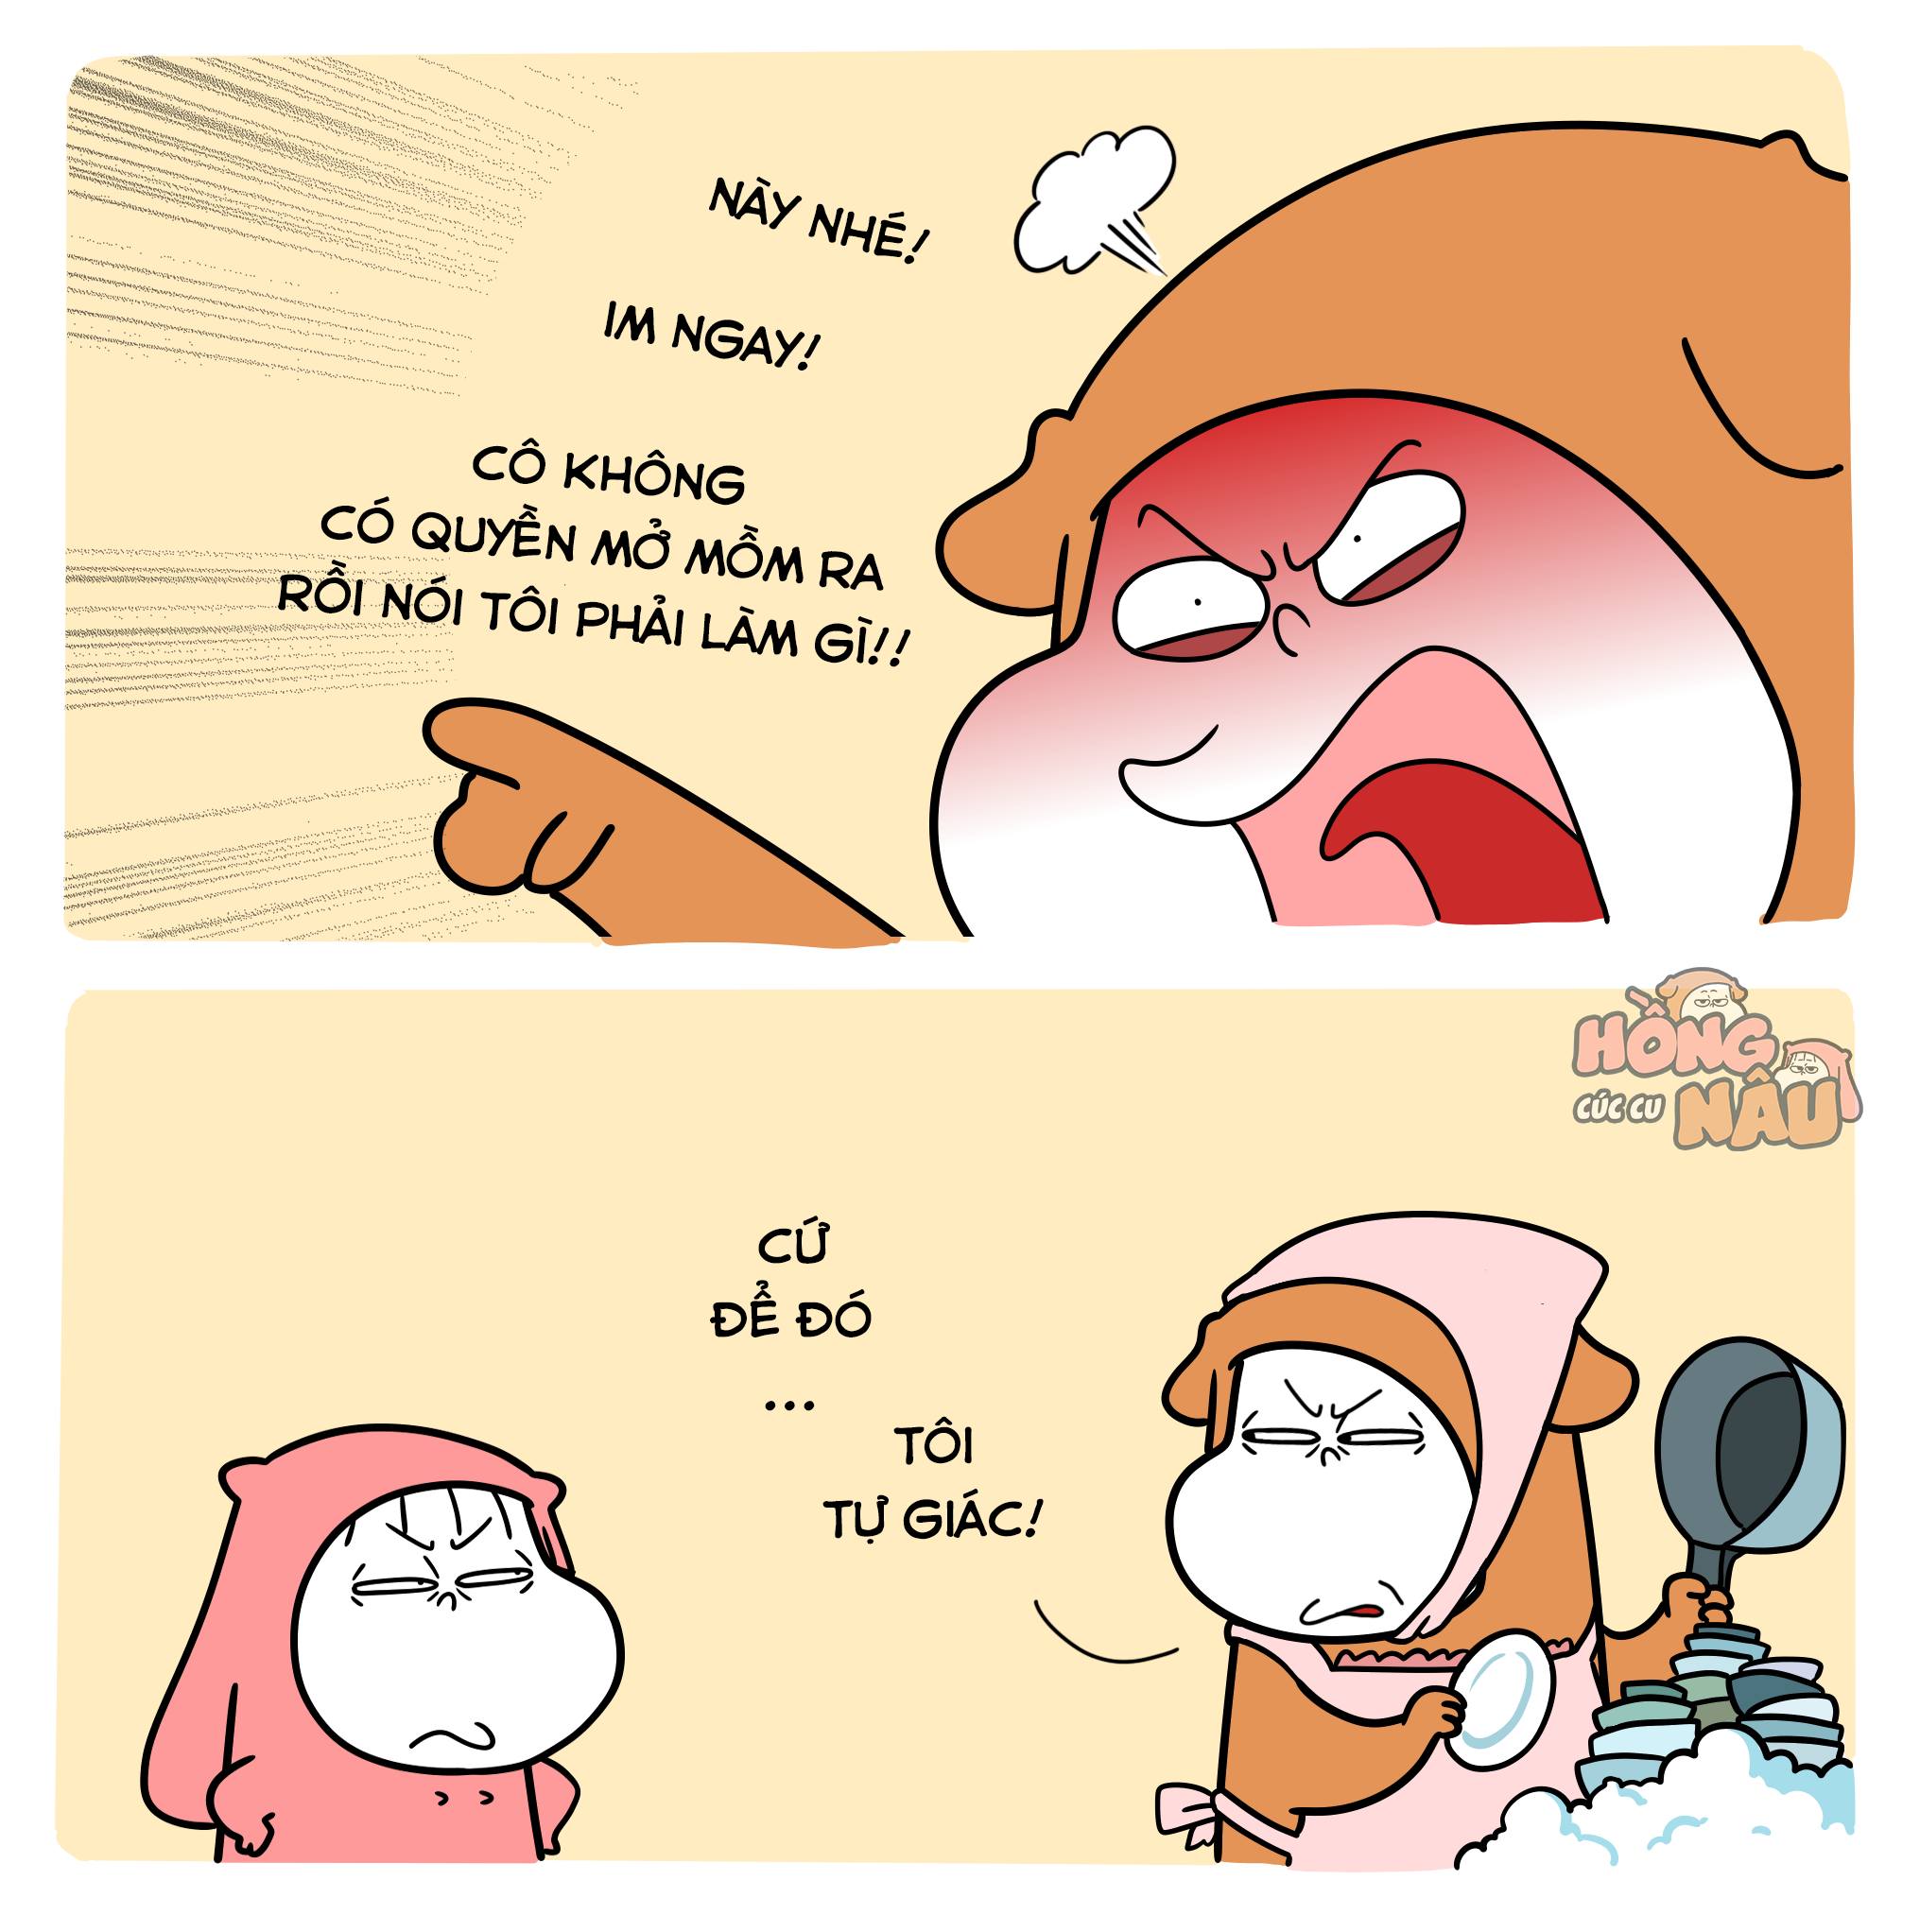 NÀY NHÉ!
IM NGAY!
CÔ KHÔNG
CÓ QUYỀN MỞ MỒM RA
RỒI NÓI TÔI PHẢI LÀM GÌ!!
HỒNG
CÚC CU NÂU
CỨ
ĐỂ ĐÓ
...
TÔI
TỰ GIÁC!